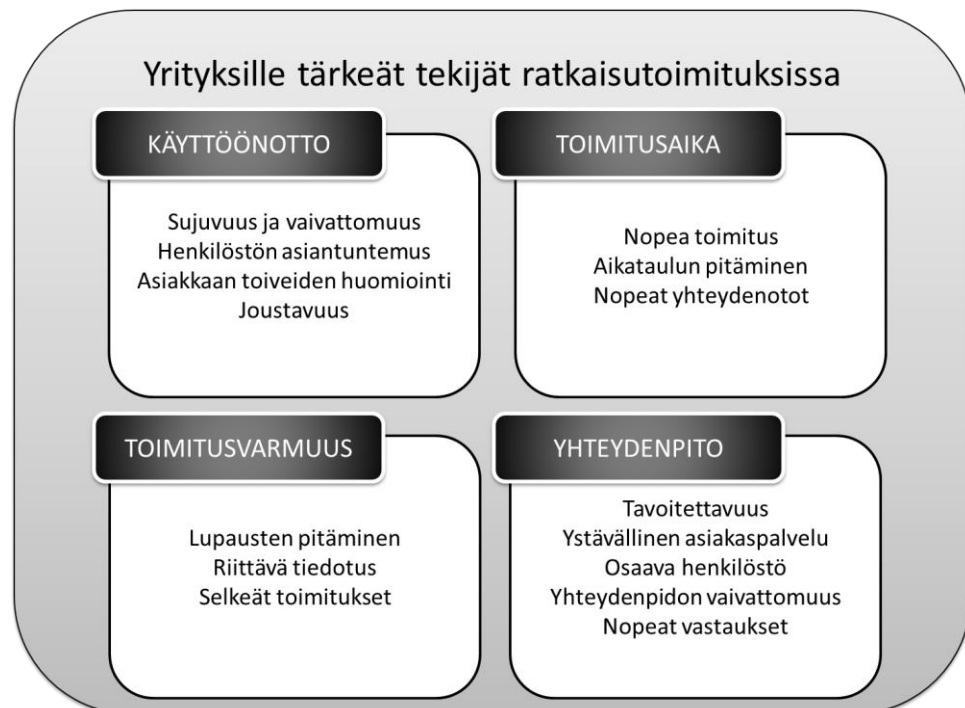 Yrityksille tärkeät tekijät ratkaisutoimituksissa
KÄYTTÖÖNOTTO
Sujuvuus ja vaivattomuus
Henkilöstön asiantuntemus
Asiakkaan toiveiden huomiointi
Joustavuus
TOIMITUSAIKA
Nopea toimitus
Aikataulun pitäminen
Nopeat yhteydenotot
TOIMITUSVARMUUS
Lupausten pitäminen
Riittävä tiedotus
Selkeät toimitukset
YHTEYDENPITO
Tavoitettavuus
Ystävällinen asiakaspalvelu
Osaava henkilöstö
Yhteydenpidon vaivattomuus
Nopeat vastaukset